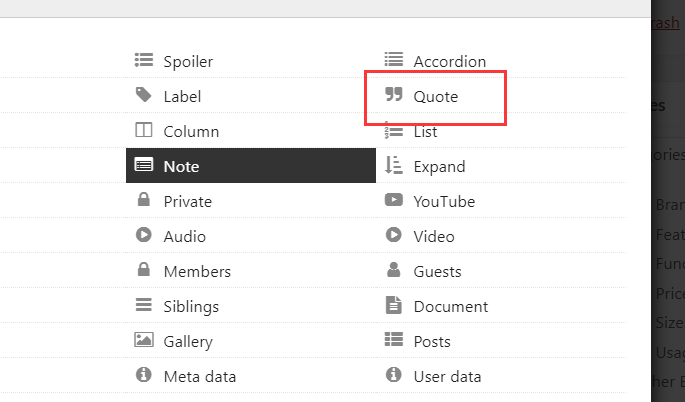 Spoiler
Accordion
Label
Quote
Column
List
Note
Expand
Private
YouTube
Audio
Video
Members
Guests
Siblings
Document
Gallery
Posts
Meta data
User data